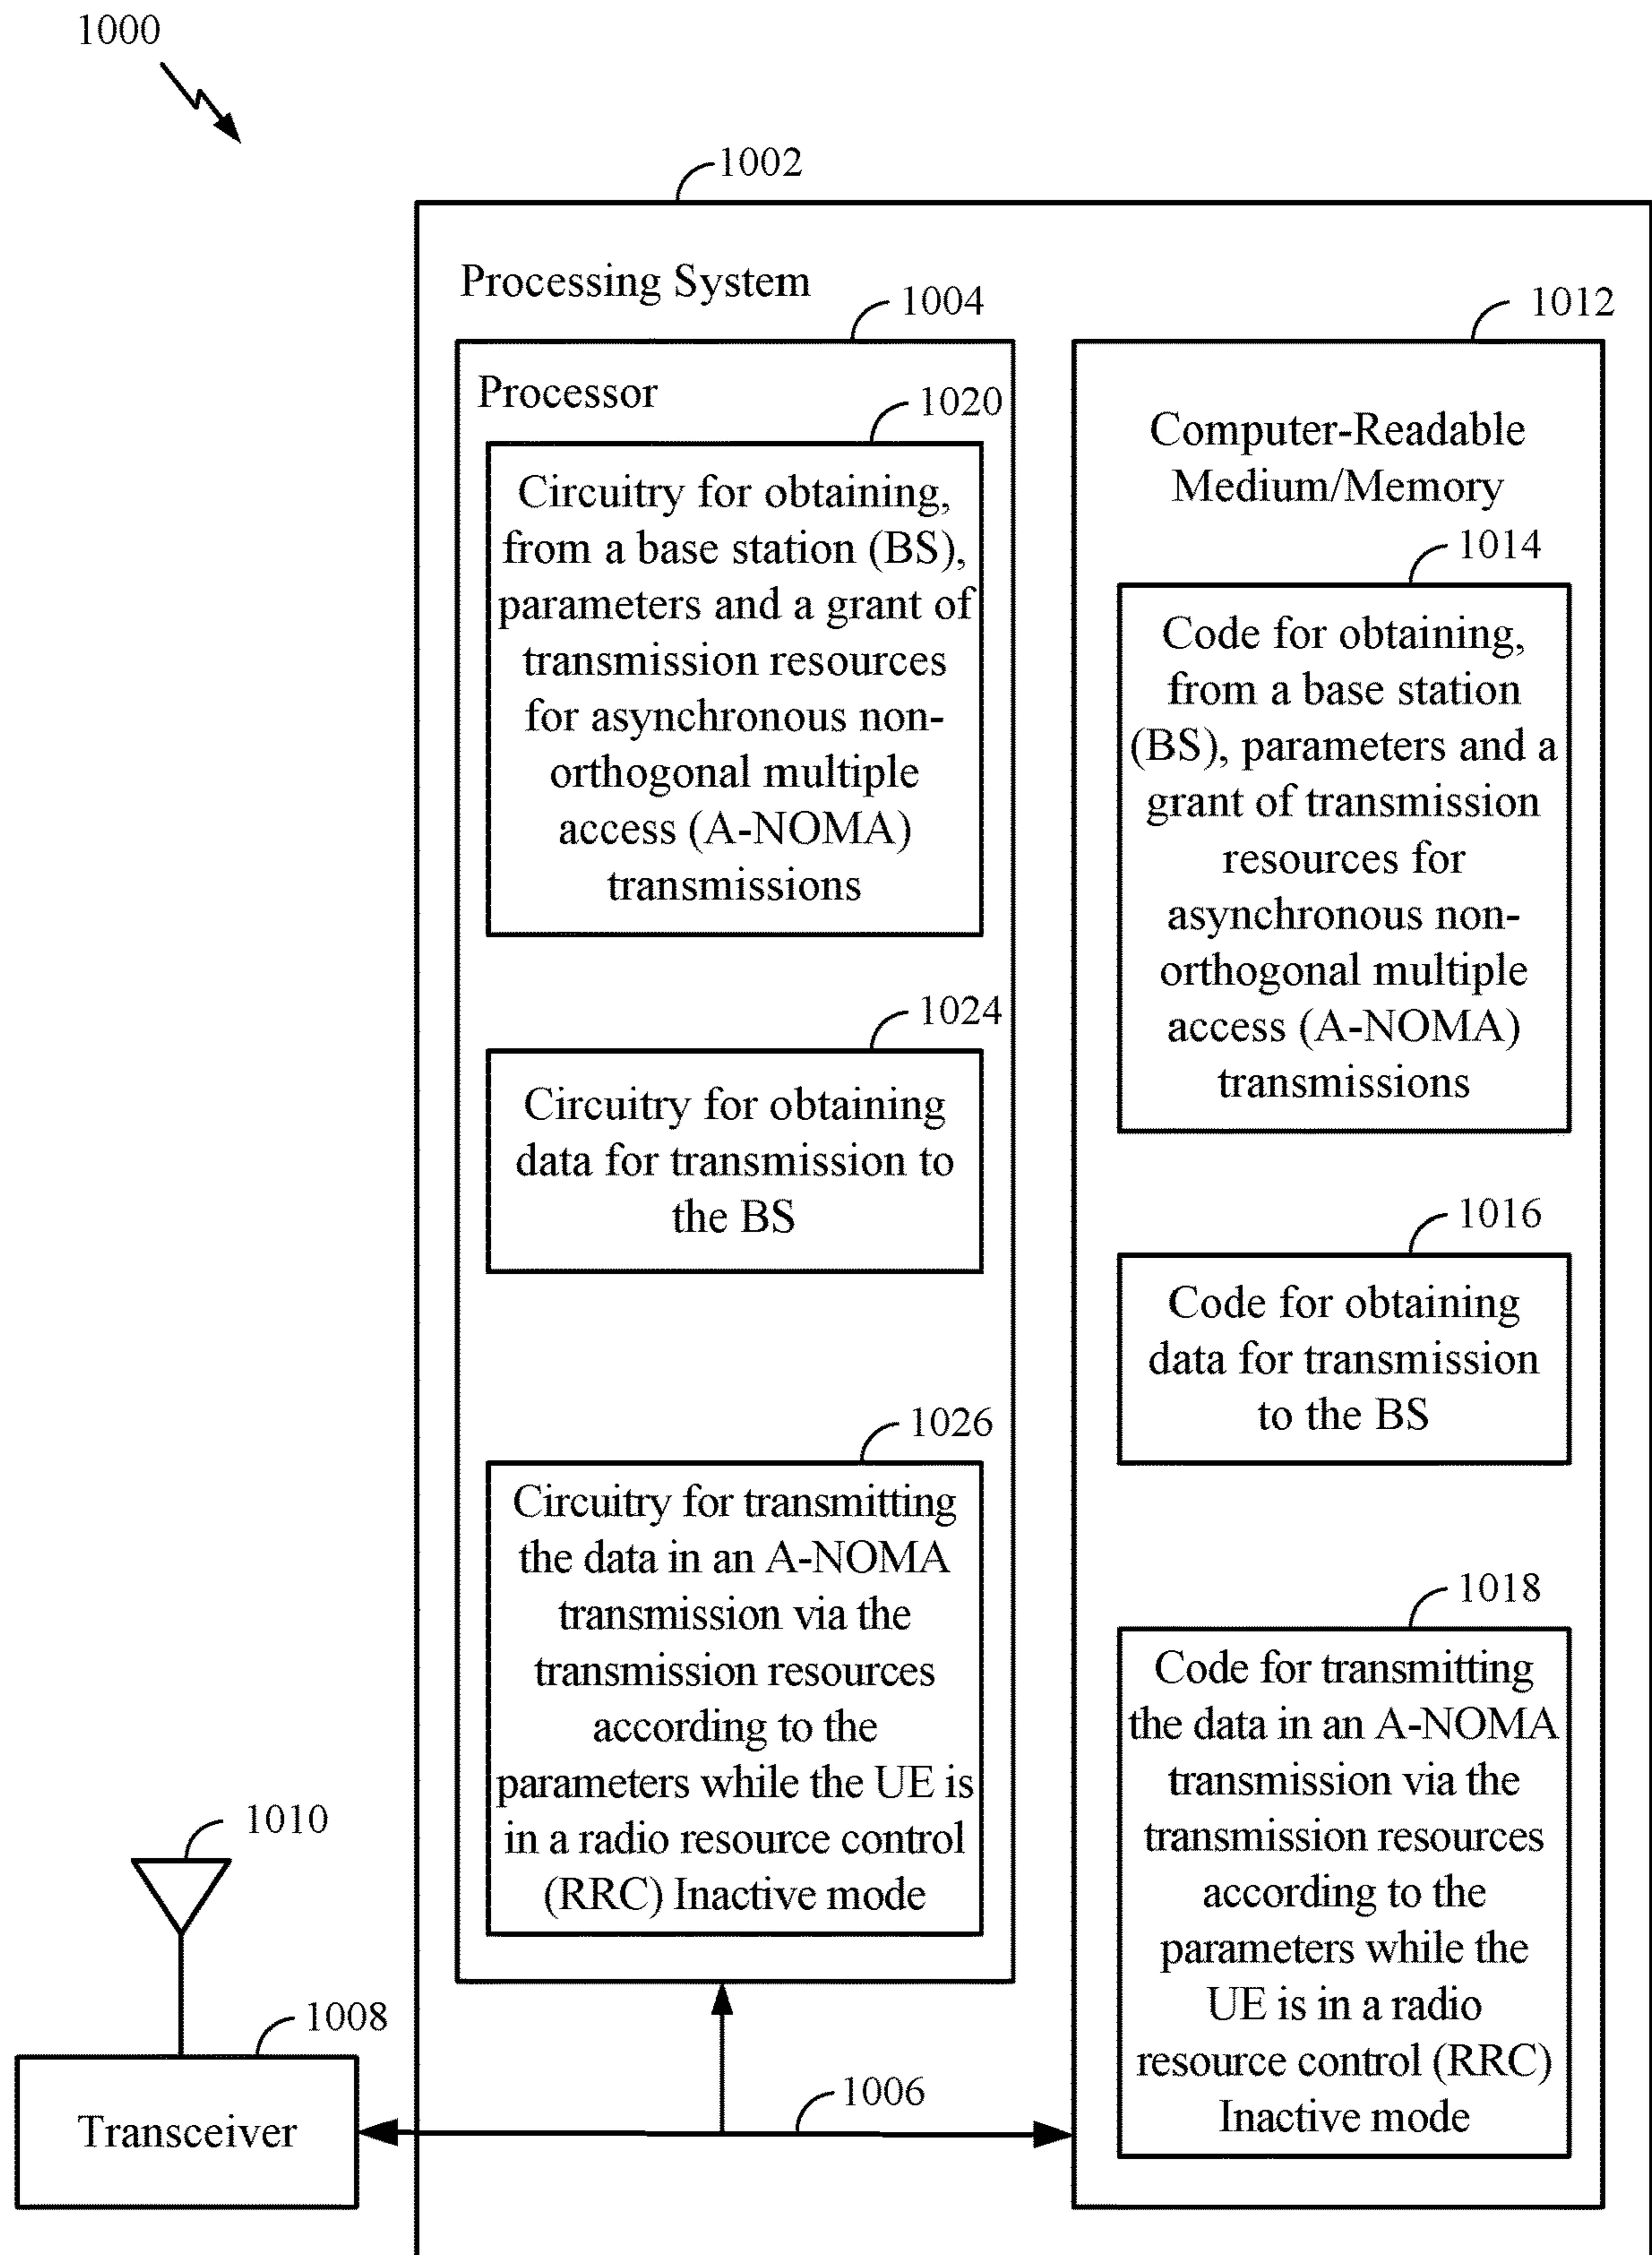 1000
1002
Processing System
1004
Processor
1020
Circuitry for obtaining,
from a base station (BS),
parameters and a grant of
transmission resources
for asynchronous non-
orthogonal multiple
access (A-NOMA)
transmissions
1024
Circuitry for obtaining
data for transmission to
the BS
1026
Circuitry for transmitting
the data in an A-NOMA
transmission via the
transmission resources
according to the
parameters while the UE is
in a radio resource control
(RRC) Inactive mode
1012
Computer-Readable
Medium/Memory
1014
Code for obtaining,
from a base station
(BS), parameters and a
grant of transmission
resources for
asynchronous non-
orthogonal multiple
access (A-NOMA)
transmissions
1016
Code for obtaining
data for transmission
to the BS
1018
Code for transmitting
the data in an A-NOMA
transmission via the
transmission resources
according to the
parameters while the
UE is in a radio
resource control (RRC)
Inactive mode
1010
1008
Transceiver
1006